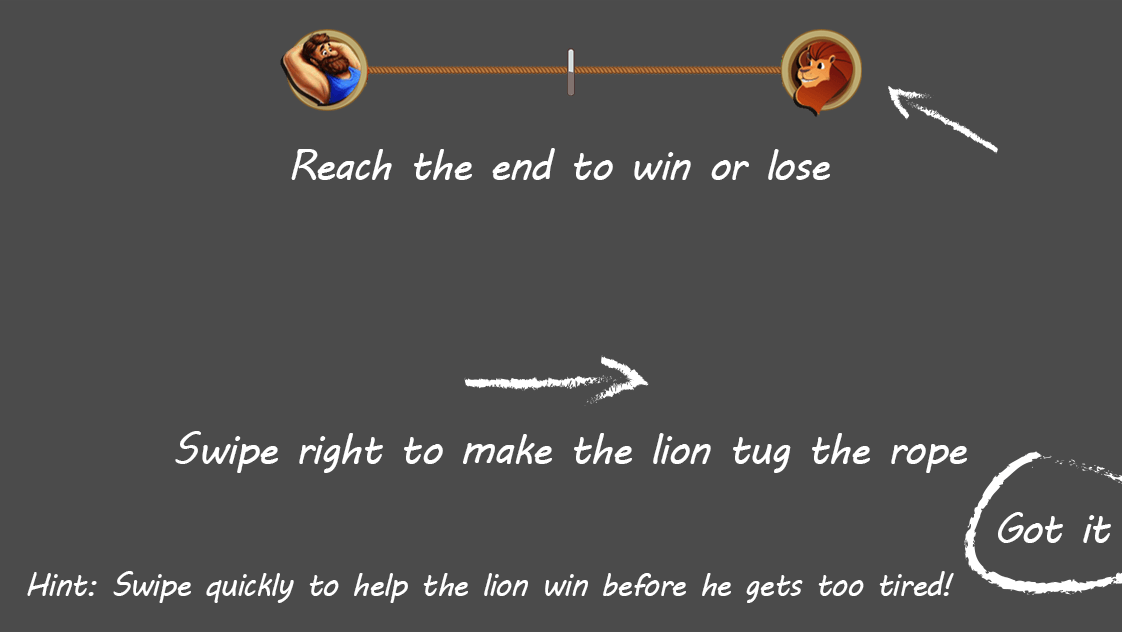 Reach the end to win or lose
Swipe right to make the lion tug the rope
Got it
Hint: Swipe quickly to help the lion win before he gets too tired!